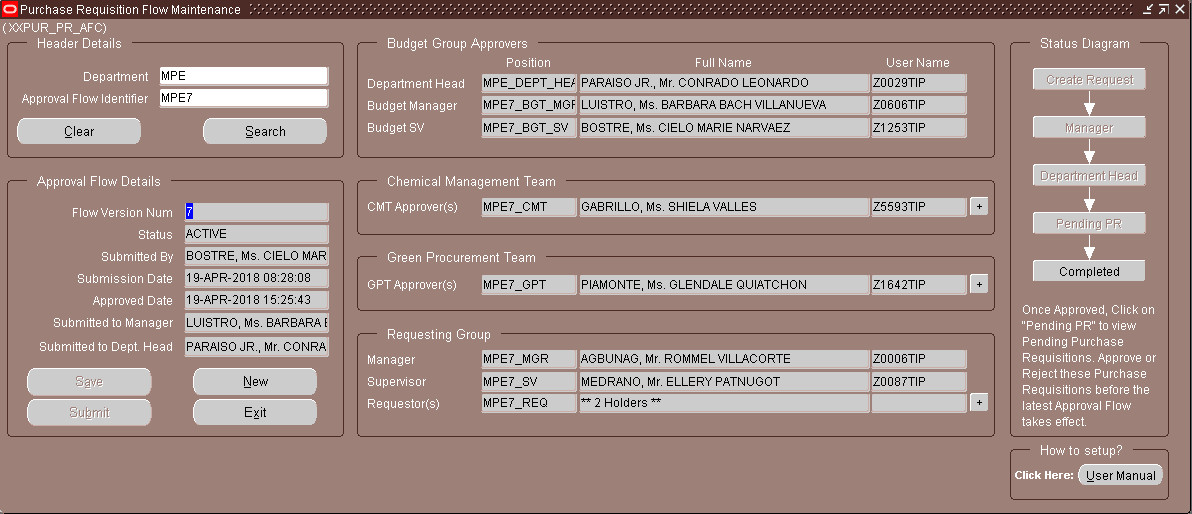 Purchase Requisition Flow Maintenance
(XXPUR_PR_AFC)
Header Details
Department MPE
Approval Flow Identifier MPE7
Clear Search
Approval Flow Details
Flow Version Num 7
Status ACTIVE
Submitted By BOSTRE, Ms. CIELO MAR
Submission Date 19-APR-2018 08:28:08
Approved Date 19-APR-2018 15:25:43
Submitted to Manager LUISTRO, Ms. BARBARA
Submitted to Dept. Head PARAISO JR., Mr. CONRA
Save New
Submit Exit
Budget Group Approvers
Position Full Name User Name
Department Head MPE_DEPT_HEA PARAISO JR., Mr. CONRADO LEONARDO Z0029TIP
Budget Manager MPE7_BGT_MGR LUISTRO, Ms. BARBARA BACH VILLANUEVA Z0606TIP
Budget SV MPE7_BGT_SV BOSTRE, Ms. CIELO MARIE NARVAEZ Z1253TIP
Chemical Management Team
CMT Approver(s) MPE7_CMT GABRILLO, Ms. SHIELA VALLES Z5593TIP +
Green Procurement Team
GPT Approver(s) MPE7_GPT PIAMONTE, Ms. GLENDALE QUIATCHON Z1642TIP +
Requesting Group
Manager MPE7_MGR AGBUNAG, Mr. ROMMEL VILLACORTE Z0006TIP
Supervisor MPE7_SV MEDRANO, Mr. ELLERY PATNUGOT Z0087TIP
Requestor(s) MPE7_REQ ** 2 Holders ** +
Status Diagram
Create Request
Manager
Department Head
Pending PR
Completed
Once Approved, Click on
"Pending PR" to view
Pending Purchase
Requisitions. Approve or
Reject these Purchase
Requisitions before the
latest Approval Flow
takes effect.
How to setup?
Click Here: User Manual